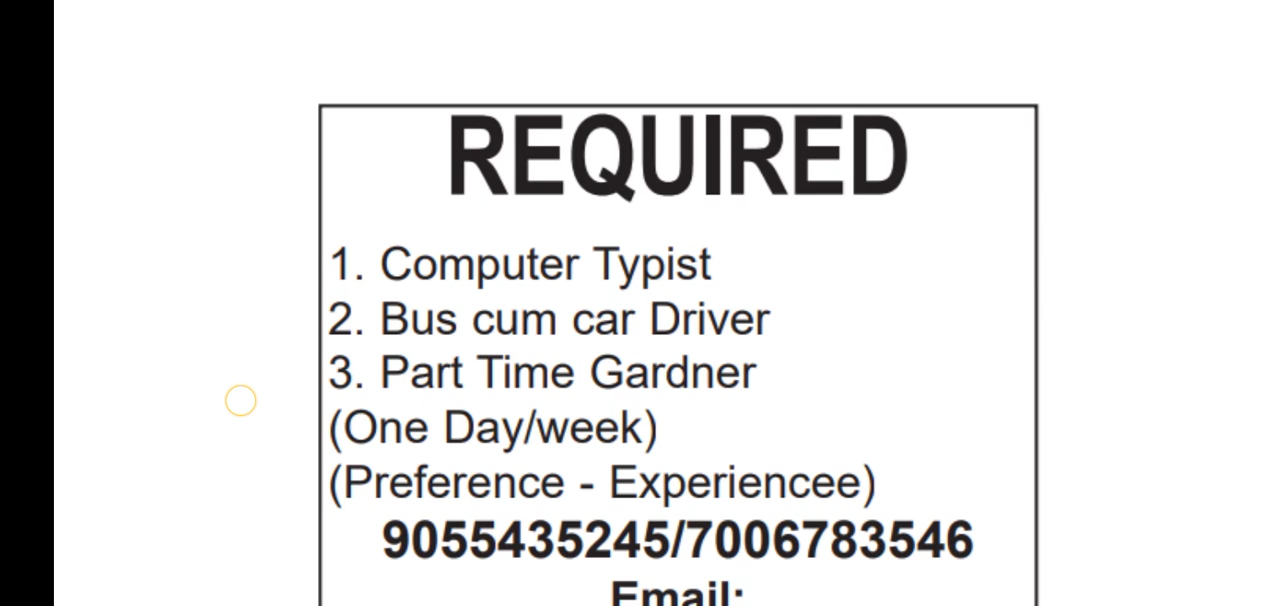 REQUIRED
1. Computer Typist
2. Bus cum car Driver
3. Part Time Gardner
(One Day/week)
(Preference - Experiencee)
9055435245/7006783546
Email: